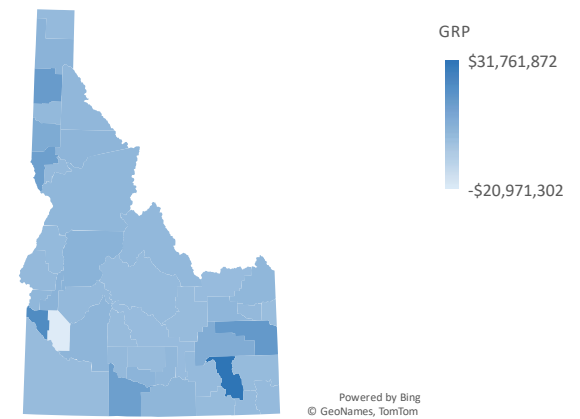 GRP
$31,761,872
-$20,971,302
Powered by Bing
© GeoNames, TomTom